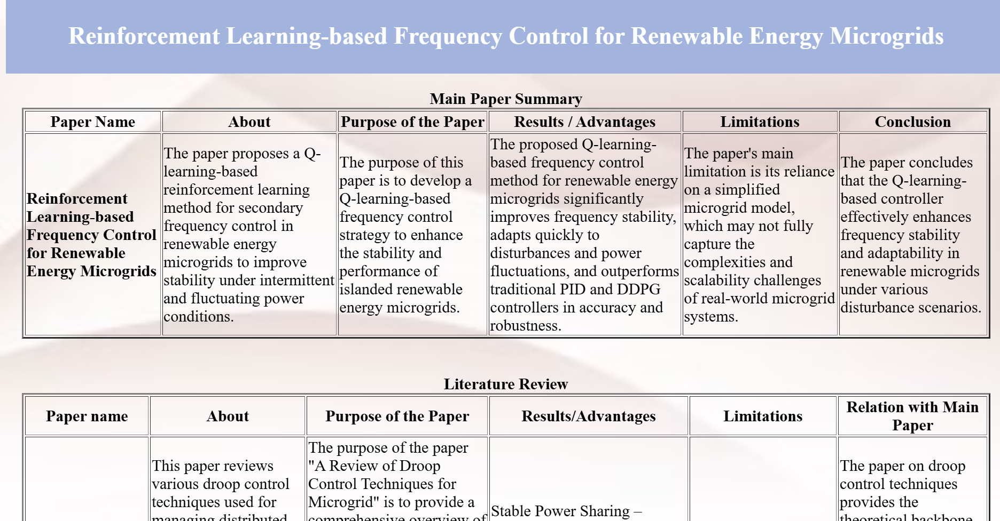 Reinforcement Learning-based Frequency Control for Renewable Energy Microgrids
Main Paper Summary
Paper Name
About
Purpose of the Paper
Results / Advantages
Limitations
Conclusion
Reinforcement
Learning-based
Frequency Control
for Renewable
Energy Microgrids
The paper proposes a Q-
learning-based
reinforcement learning
method for secondary
frequency control in
renewable energy
microgrids to improve
stability under intermittent
and fluctuating power
conditions.
The purpose of this
paper is to develop a
Q-learning-based
frequency control
strategy to enhance
the stability and
performance of
islanded renewable
energy microgrids.
The proposed Q-learning-
based frequency control
method for renewable energy
microgrids significantly
improves frequency stability,
adapts quickly to
disturbances and power
fluctuations, and outperforms
traditional PID and DDPG
controllers in accuracy and
robustness.
The paper's main
limitation is its reliance
on a simplified
microgrid model,
which may not fully
capture the
complexities and
scalability challenges
of real-world microgrid
systems.
The paper concludes
that the Q-learning-
based controller
effectively enhances
frequency stability
and adaptability in
renewable microgrids
under various
disturbance scenarios.
Literature Review
Paper name
About
Purpose of the Paper
Results/Advantages
Limitations
Relation with Main
Paper
This paper reviews
various droop control
techniques used for
managing distributed
The purpose of the paper
"A Review of Droop
Control Techniques for
Microgrid" is to provide a
comprehensive overview of
Stable Power Sharing –
The paper on droop
control techniques
provides the
theoretical backbone